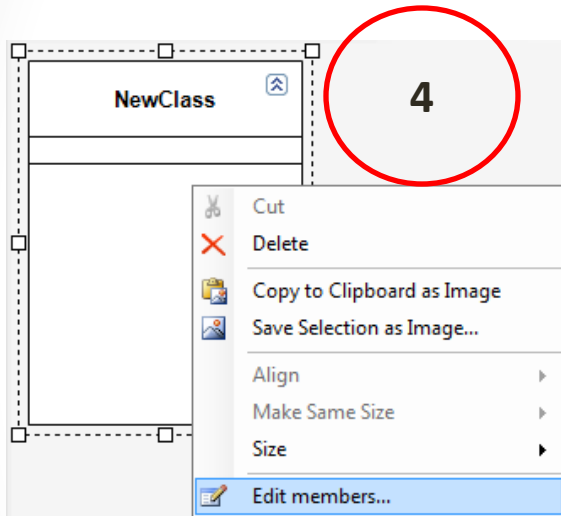 NewClass
4
Cut
Delete
Copy to Clipboard as Image
Save Selection as Image...
Align
Make Same Size
Size
Edit members...